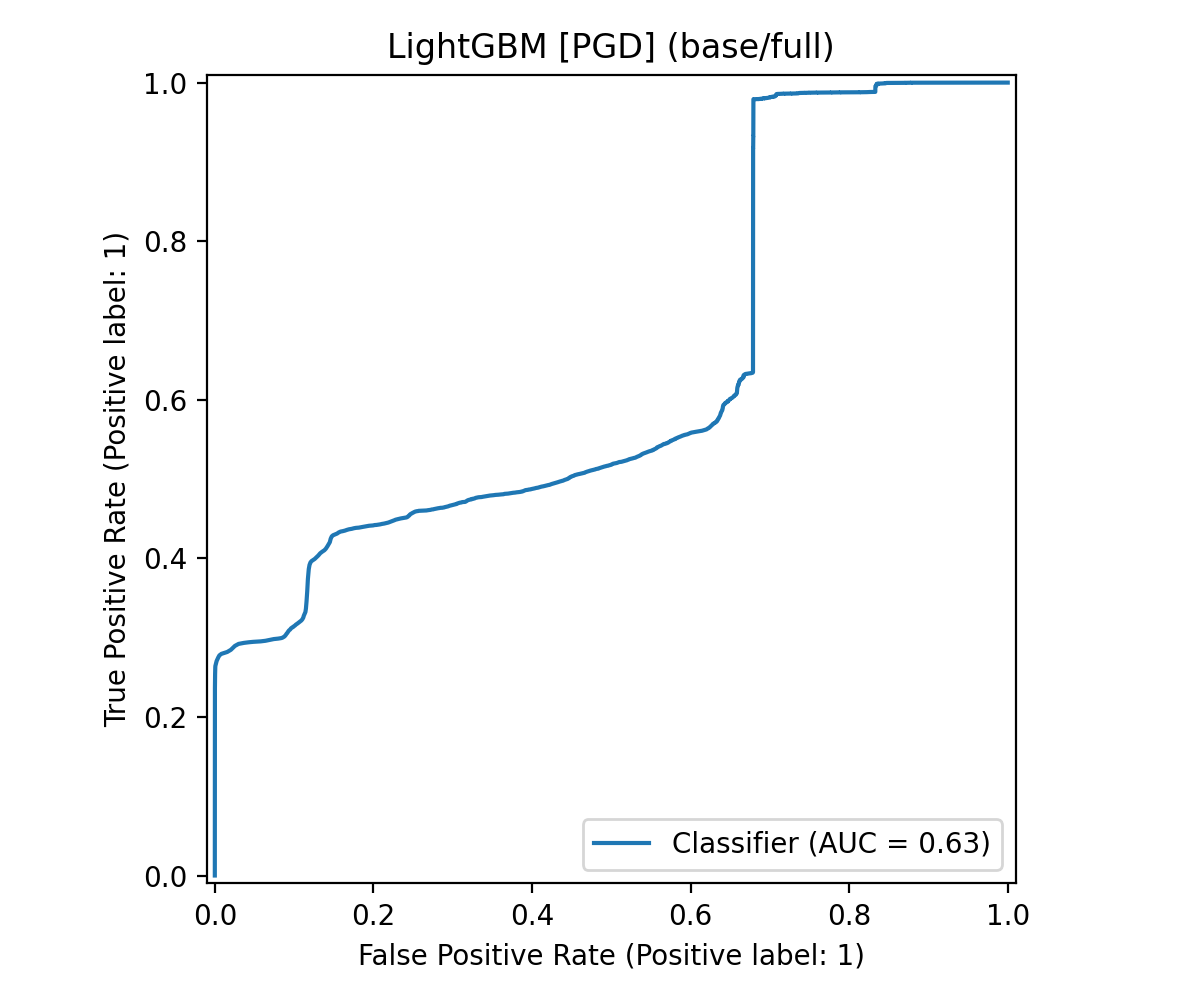 LightGBM [PGD] (base/full)
True Positive Rate (Positive label: 1)
1.0
0.8
0.6
0.4
0.2
0.0
Classifier (AUC = 0.63)
0.0 0.2 0.4 0.6 0.8 1.0
False Positive Rate (Positive label: 1)